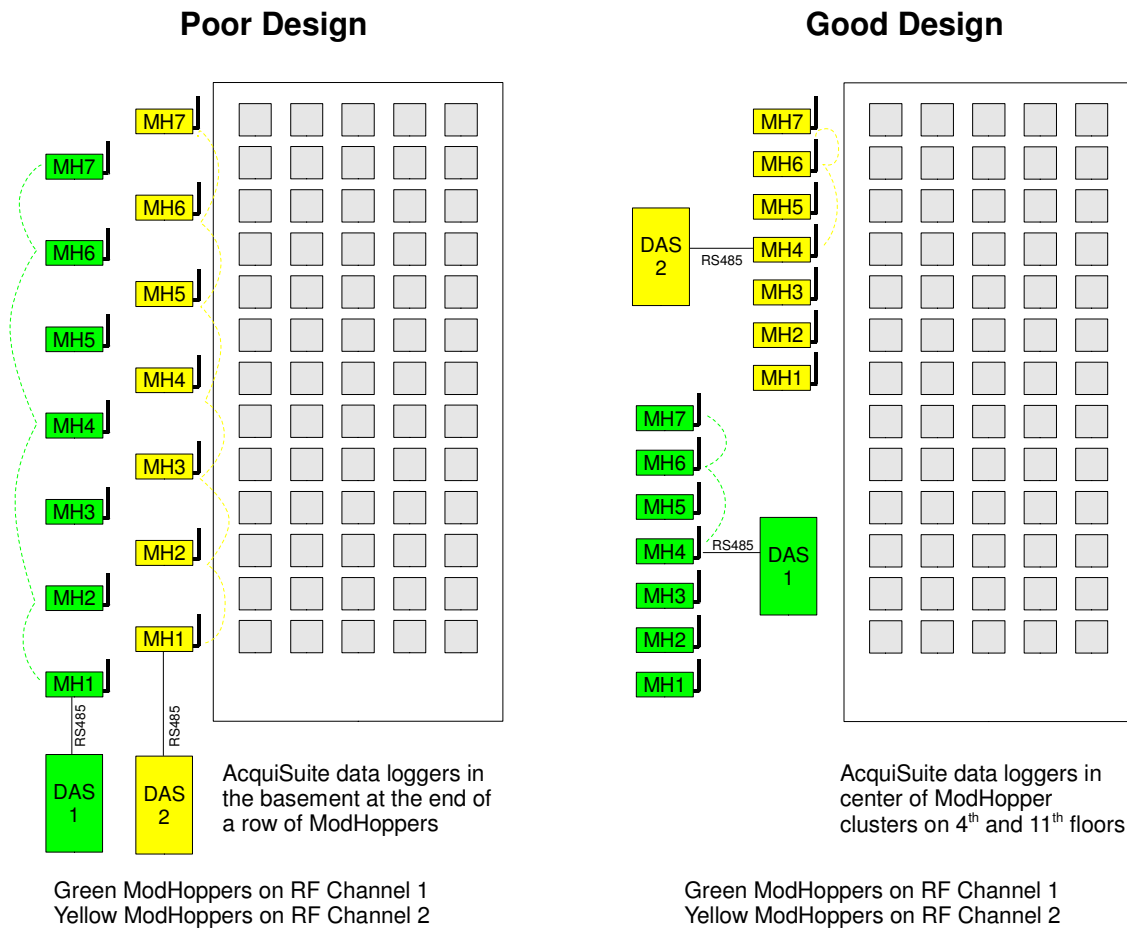 Poor Design
MH7
MH7
MH6
MH6
MH5
MH5
MH4
MH4
MH3
MH3
MH2
MH2
MH1
MH1
RS485
RS485
DAS
1
DAS
2
AcquiSuite data loggers in
the basement at the end of
a row of ModHoppers
Green ModHoppers on RF Channel 1
Yellow ModHoppers on RF Channel 2
Good Design
MH7
MH6
MH5
DAS
2
RS485
MH4
MH3
MH2
MH1
MH7
MH6
MH5
MH4
RS485
DAS
1
MH3
MH2
MH1
AcquiSuite data loggers in
center of ModHopper
clusters on 4th and 11th floors
Green ModHoppers on RF Channel 1
Yellow ModHoppers on RF Channel 2